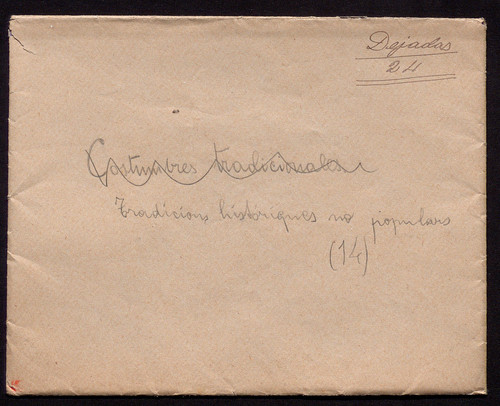 Dejadas
24
Costumbres tradicionales
Tradicions històriques no populars
(14)